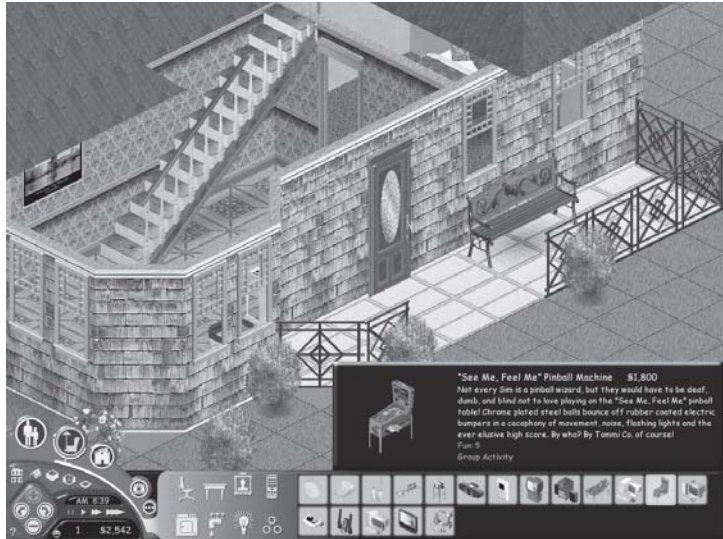 "See Me, Feel Me" Pinball Machine $1,800
Not every Sim is a pinball wizard, but they would have to be deaf,
dumb, and blind not to love playing on the "See Me, Feel Me" pinball
table! Chrome plated steel balls bounce off rubber coated electric
bumpers in a cacophony of movement, noise, flashing lights and the
ever elusive high score. By who? By Tammi Co. of course!
Fun: 5
Group Activity
AM 8:39
1 $2,542
?